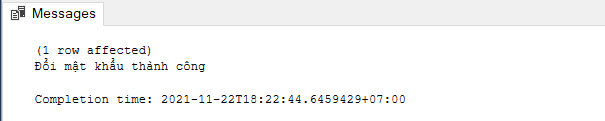 Messages
(1 row affected)
Đổi mật khẩu thành công
Completion time: 2021-11-22T18:22:44.6459429+07:00